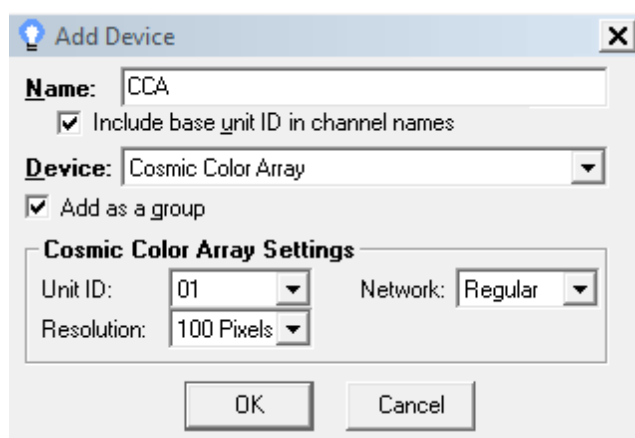 Add Device
Name: CCA
Include base unit ID in channel names
Device: Cosmic Color Array
Add as a group
Cosmic Color Array Settings
Unit ID: 01 Network: Regular
Resolution: 100 Pixels
OK Cancel